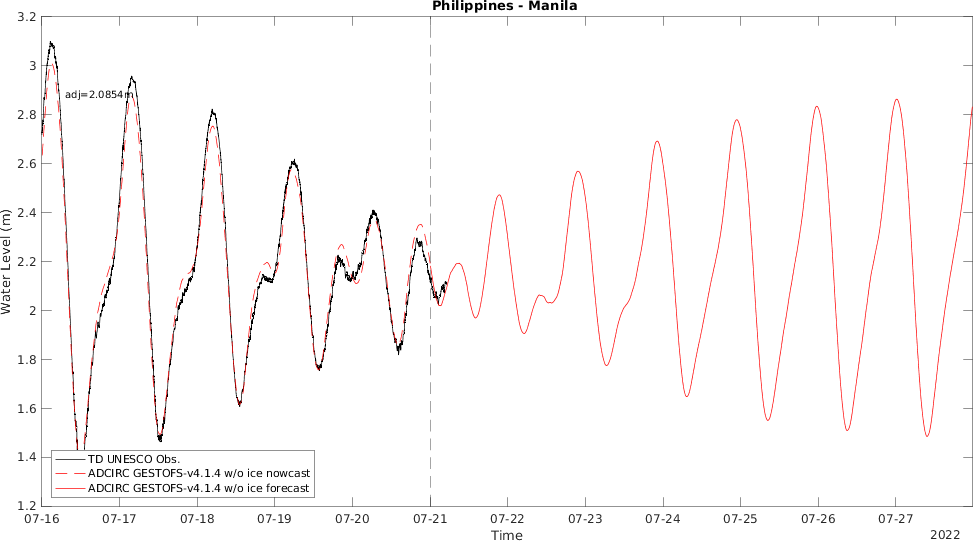 Philippines - Manila
3.2
3
2.8
2.6
2.4
2.2
2
1.8
1.6
1.4
1.2
Water Level (m)
adj=2.0854m
TD UNESCO Obs.
ADCIRC GESTOFS-v4.1.4 w/o ice nowcast
ADCIRC GESTOFS-v4.1.4 w/o ice forecast
07-16 07-17 07-18 07-19 07-20 07-21 07-22 07-23 07-24 07-25 07-26 07-27
Time
2022